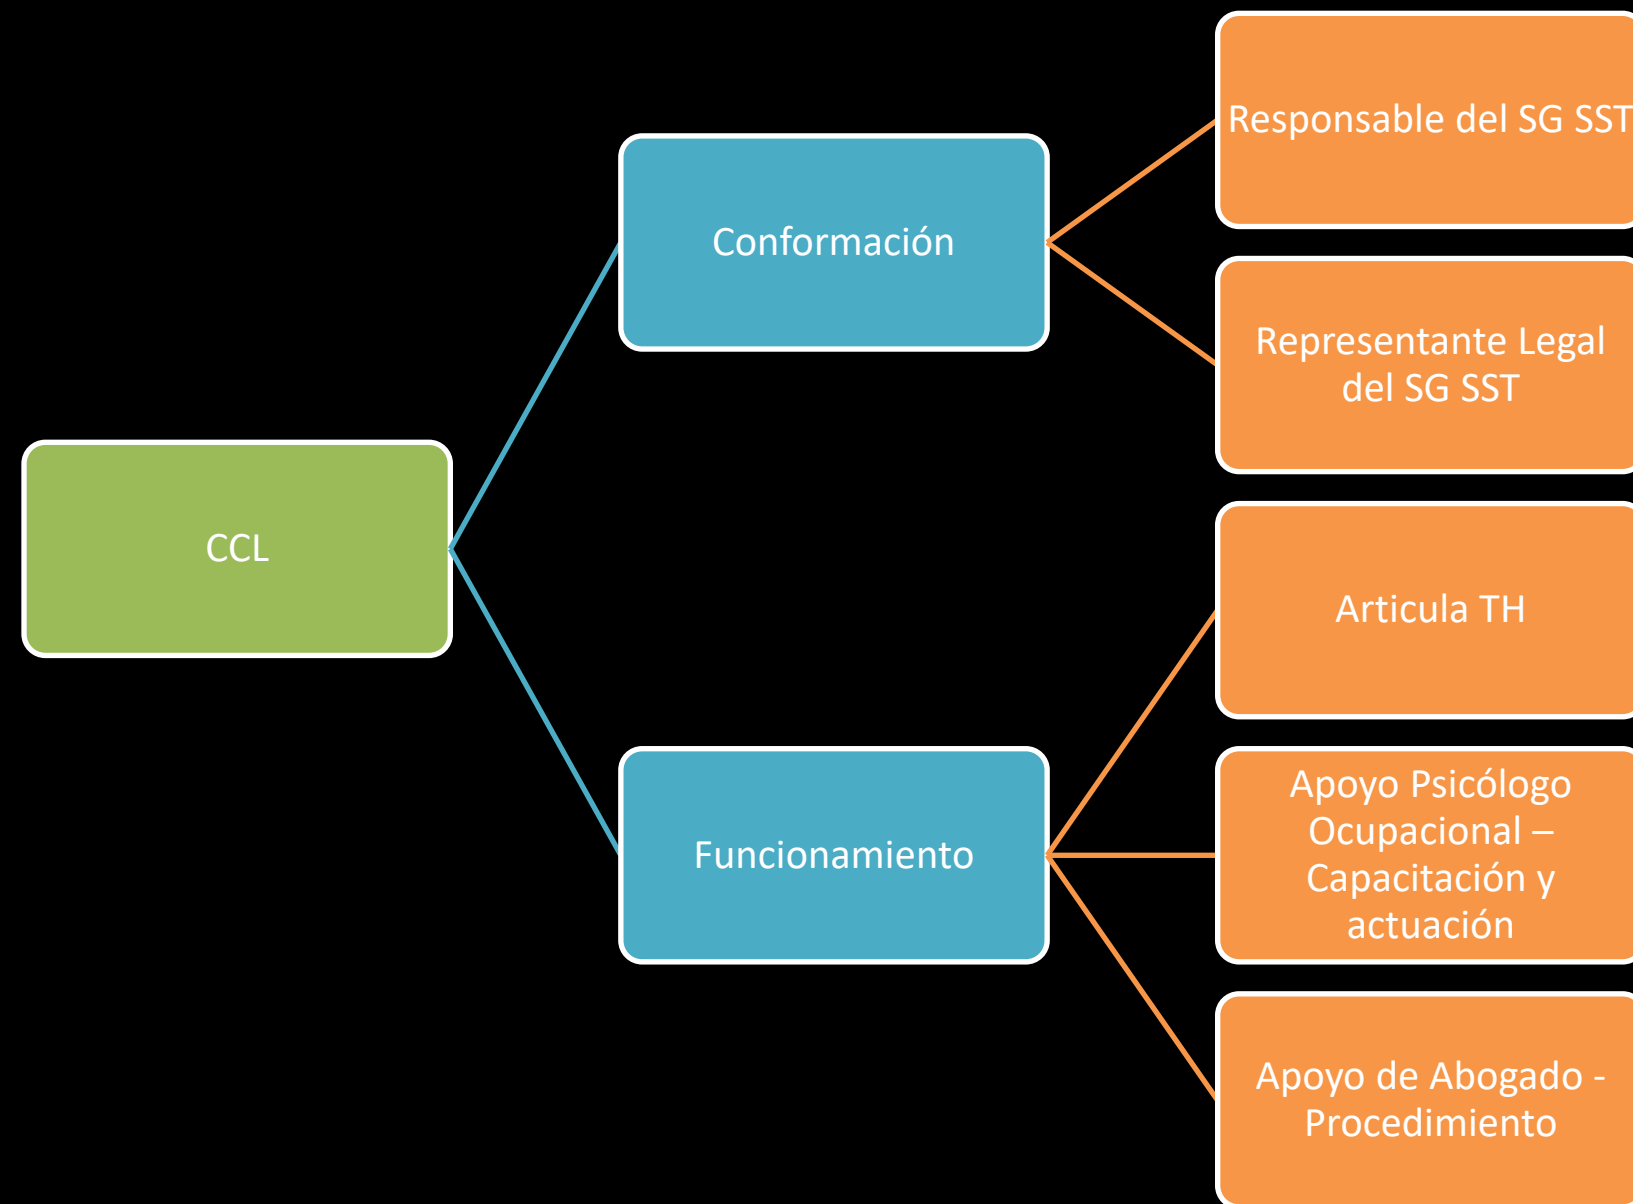 CCL
Conformación
Responsable del SG SST
Representante Legal
del SG SST
Funcionamiento
Articula TH
Apoyo Psicólogo
Ocupacional –
Capacitación y
actuación
Apoyo de Abogado -
Procedimiento